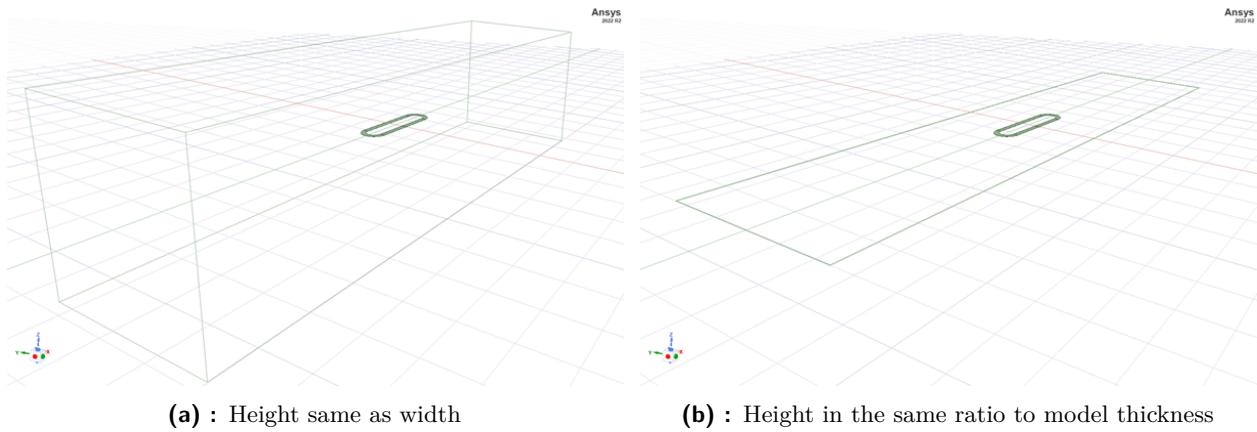 Ansys
2022 R2
Ansys
2022 R2
Z
Y
X
Z
Y
X
(a) : Height same as width
(b) : Height in the same ratio to model thickness